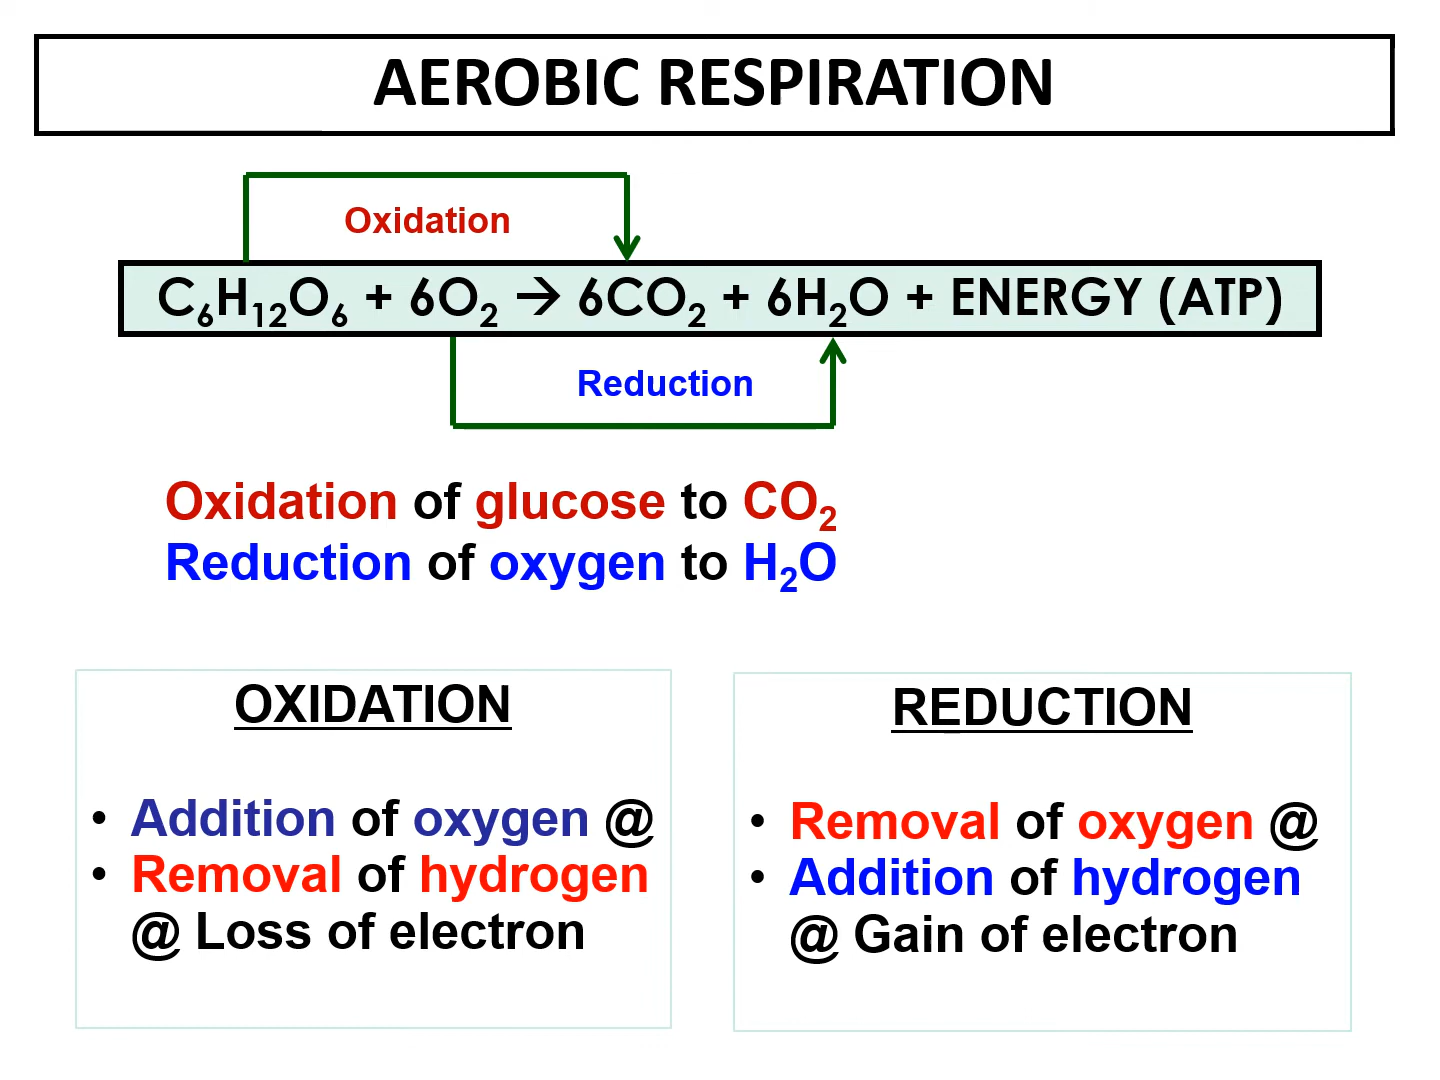 AEROBIC RESPIRATION
Oxidation
C₆H₁₂O₆ + 6O₂ → 6CO₂ + 6H₂O + ENERGY (ATP)
Reduction
Oxidation of glucose to CO₂
Reduction of oxygen to H₂O
OXIDATION
• Addition of oxygen @
• Removal of hydrogen
@ Loss of electron
REDUCTION
• Removal of oxygen @
• Addition of hydrogen
@ Gain of electron